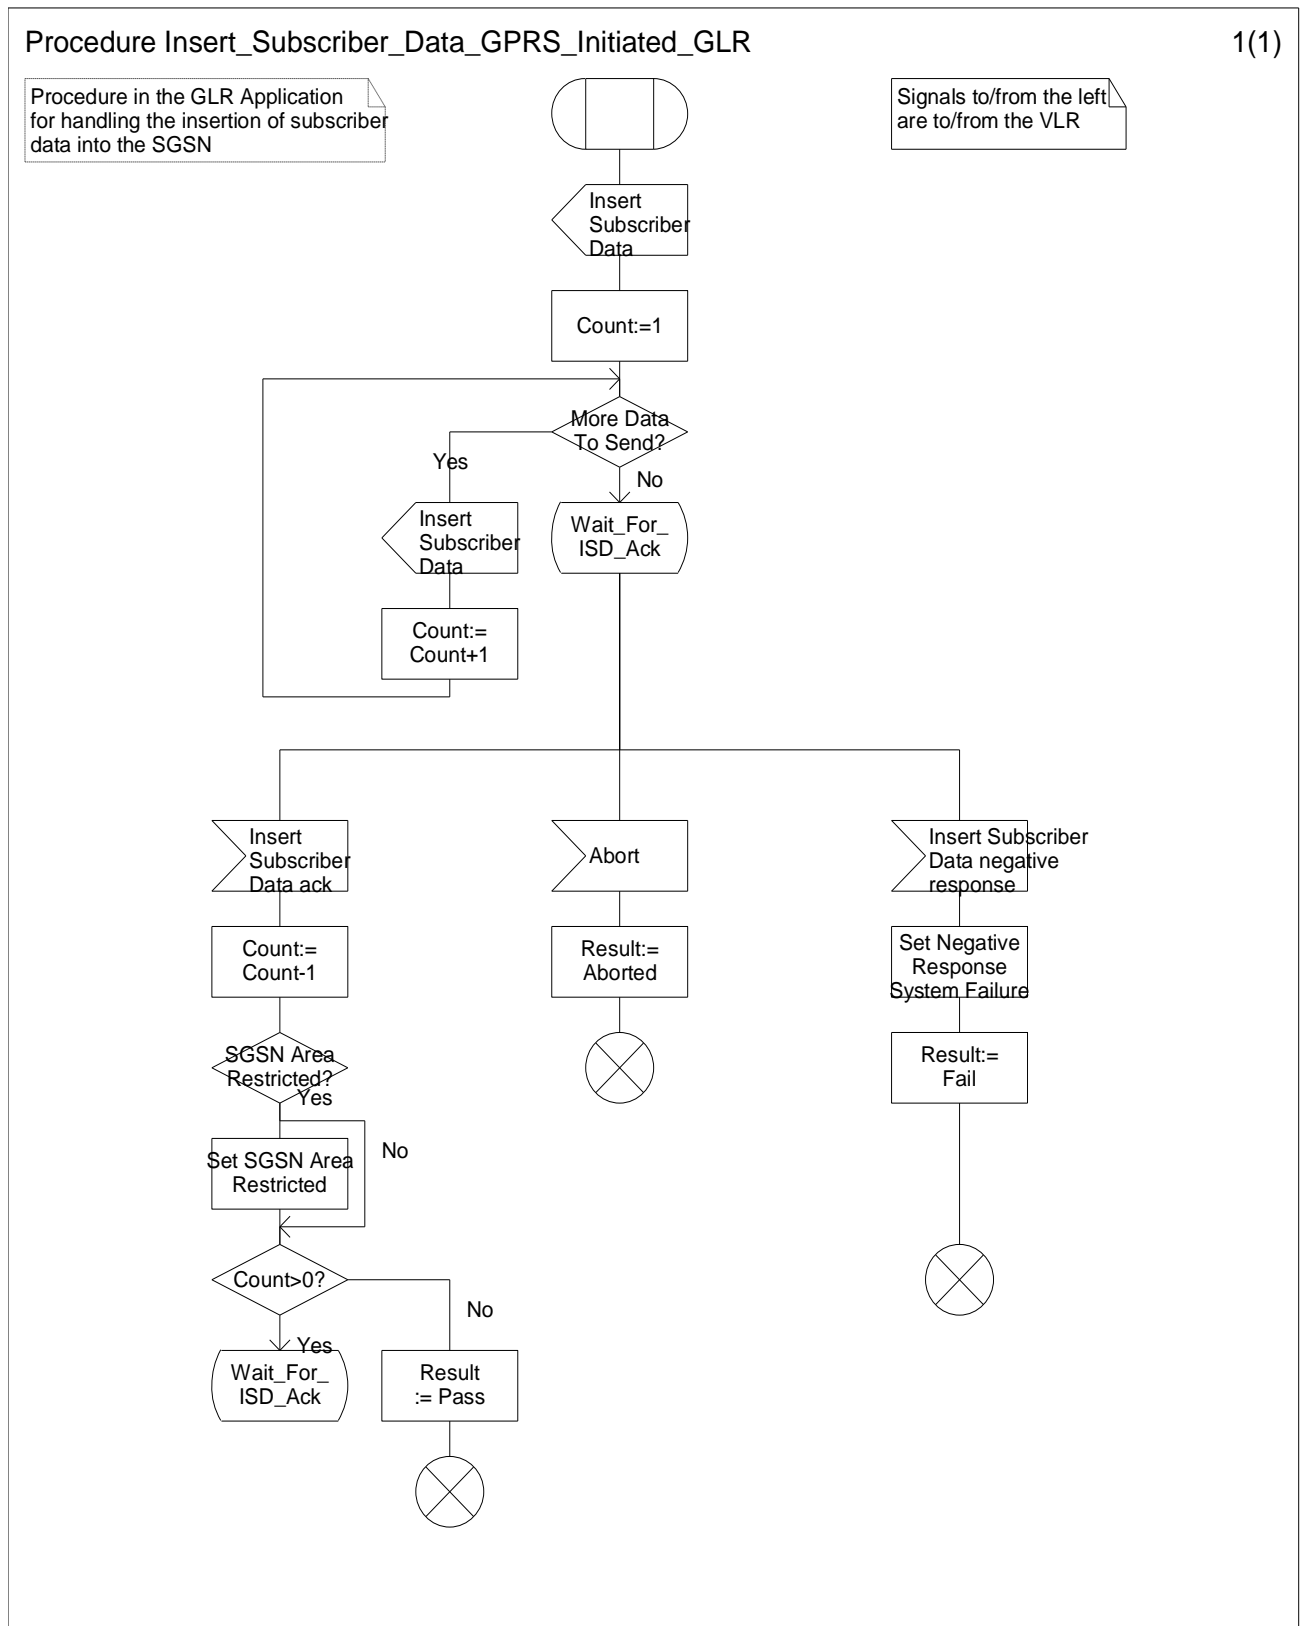 Procedure Insert_Subscriber_Data_GPRS_Initiated_GLR
1(1)
Procedure in the GLR Application
for handling the insertion of subscriber
data into the SGSN
Signals to/from the left
are to/from the VLR
Insert
Subscriber
Data
Count:=1
More Data
To Send?
Yes
No
Insert
Subscriber
Data
Wait_For_
ISD_Ack
Count:=
Count+1
Insert
Subscriber
Data ack
Abort
Insert Subscriber
Data negative
response
Count:=
Count-1
Result:=
Aborted
Set Negative
Response
System Failure
SGSN Area
Restricted?
Yes
Result:=
Fail
No
Set SGSN Area
Restricted
Count>0?
No
Yes
Wait_For_
ISD_Ack
Result
:= Pass